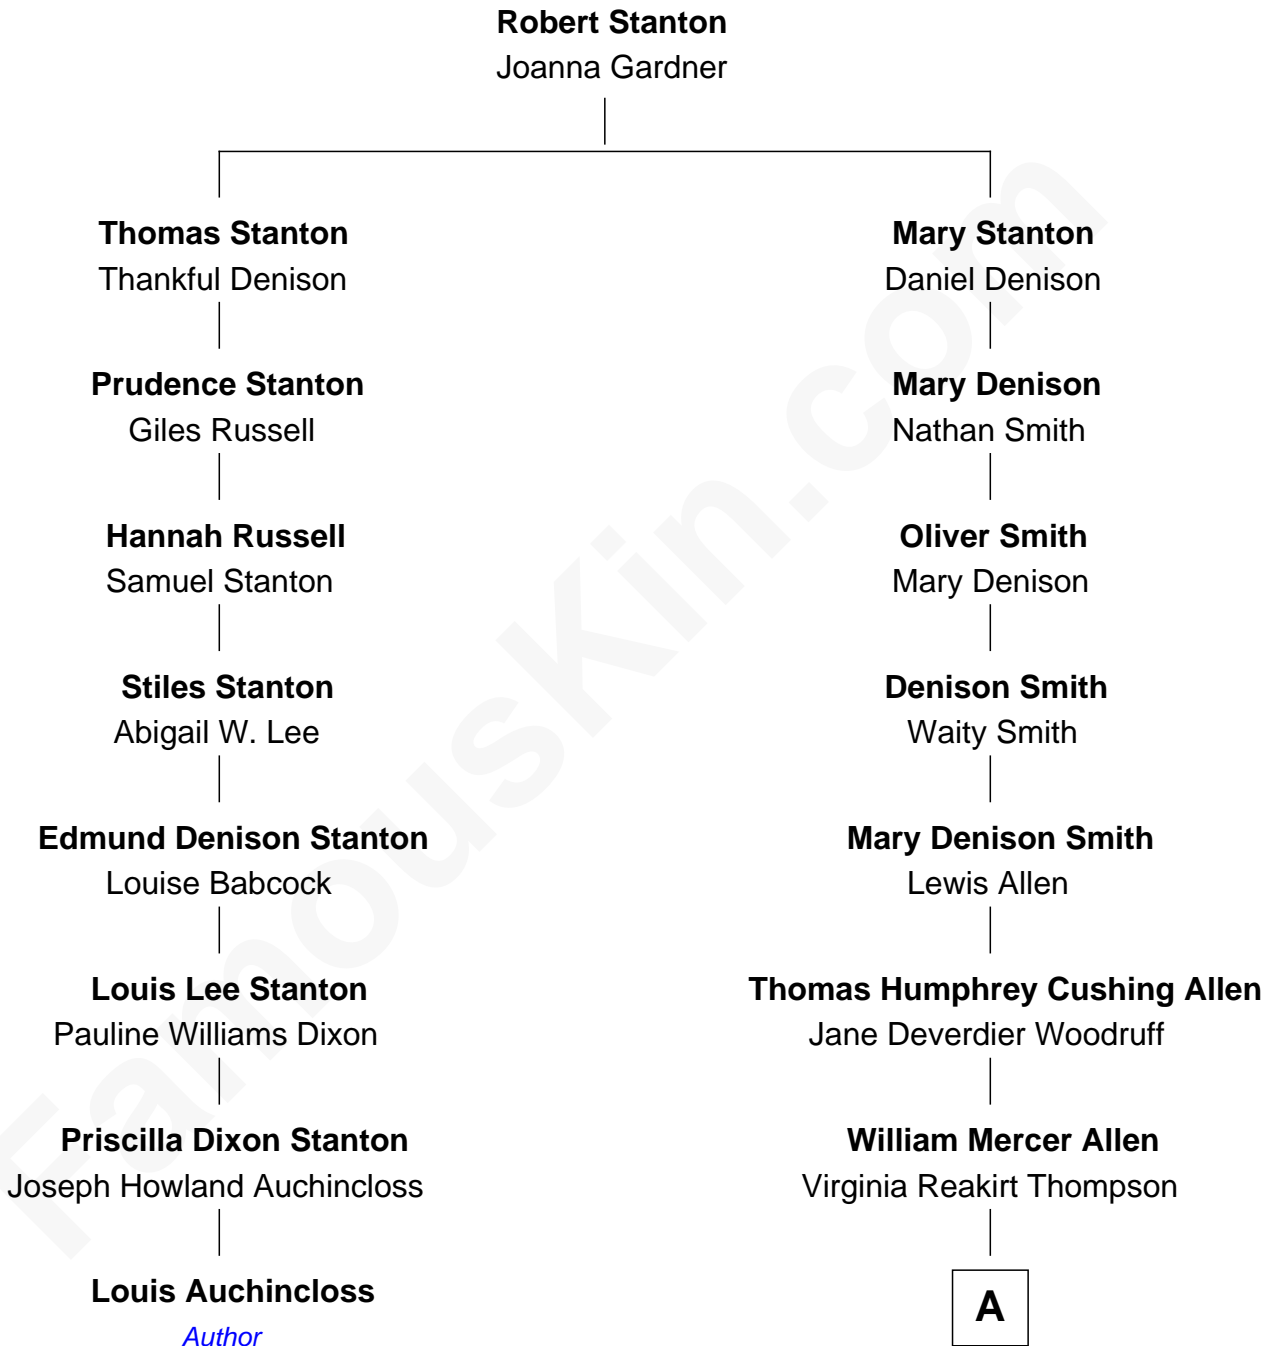 Robert Stanton
Joanna Gardner
Thomas Stanton
Thankful Denison
Mary Stanton
Daniel Denison
Prudence Stanton
Giles Russell
Mary Denison
Nathan Smith
Hannah Russell
Samuel Stanton
Oliver Smith
Mary Denison
Stiles Stanton
Abigail W. Lee
Denison Smith
Waity Smith
Edmund Denison Stanton
Louise Babcock
Mary Denison Smith
Lewis Allen
Louis Lee Stanton
Pauline Williams Dixon
Thomas Humphrey Cushing Allen
Jane Deverdier Woodruff
Priscilla Dixon Stanton
Joseph Howland Auchincloss
William Mercer Allen
Virginia Reakirt Thompson
Louis Auchincloss
Author
A
FamousKin.com